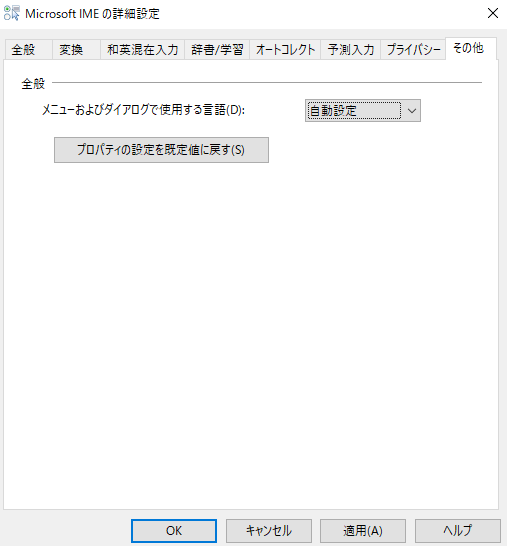 Microsoft IME の詳細設定
全般 変換 和英混在入力 辞書/学習 オートコレクト 予測入力 プライバシー その他
全般
メニューおよびダイアログで使用する言語(D): 自動設定
プロパティの設定を既定値に戻す(S)
OK キャンセル 適用(A) ヘルプ